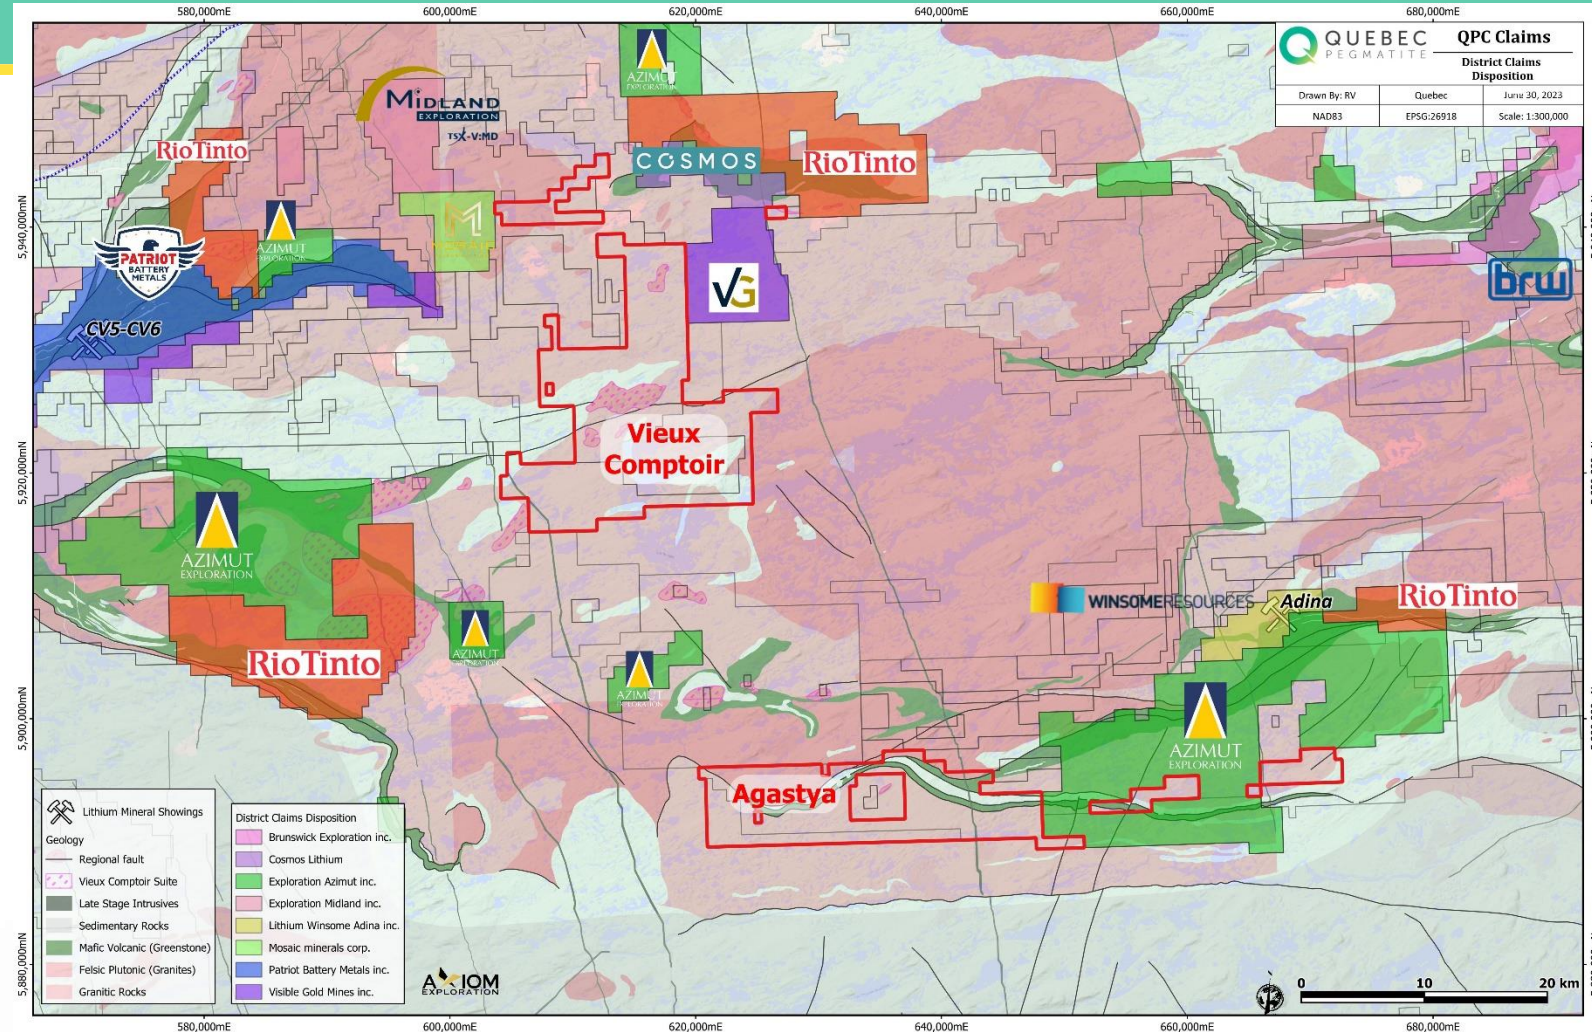 580,000mE
600,000mE
620,000mE
640,000mE
660,000mE
680,000mE
QUEBEC
PEGMATITE
QPC Claims
District Claims
Disposition
Drawn By: RV
Quebec
June 30, 2023
NAD83
EPSG:26918
Scale: 1:300,000
AZIMUT
EXPLORATION
MIDLAND
EXPLORATION
TSX-V:MD
RioTinto
COSMOS
RioTinto
5,940,000mN
AZIMUT
EXPLORATION
PATRIOT
BATTERY
METALS
VG
brw
CV5-CV6
Vieux
Comptoir
5,920,000mN
AZIMUT
EXPLORATION
WINSOME RESOURCES
Adina
RioTinto
AZIMUT
EXPLORATION
RioTinto
AZIMUT
EXPLORATION
5,900,000mN
AZIMUT
EXPLORATION
Agastya
Lithium Mineral Showings
Geology
Regional fault
Vieux Comptoir Suite
Late Stage Intrusives
Sedimentary Rocks
Mafic Volcanic (Greenstone)
Felsic Plutonic (Granites)
Granitic Rocks
District Claims Disposition
Brunswick Exploration inc.
Cosmos Lithium
Exploration Azimut inc.
Exploration Midland inc.
Lithium Winsome Adina inc.
Mosaic minerals corp.
Patriot Battery Metals inc.
Visible Gold Mines inc.
5,880,000mN
AXIOM
EXPLORATION
0 10 20 km
580,000mE
600,000mE
620,000mE
640,000mE
660,000mE
680,000mE